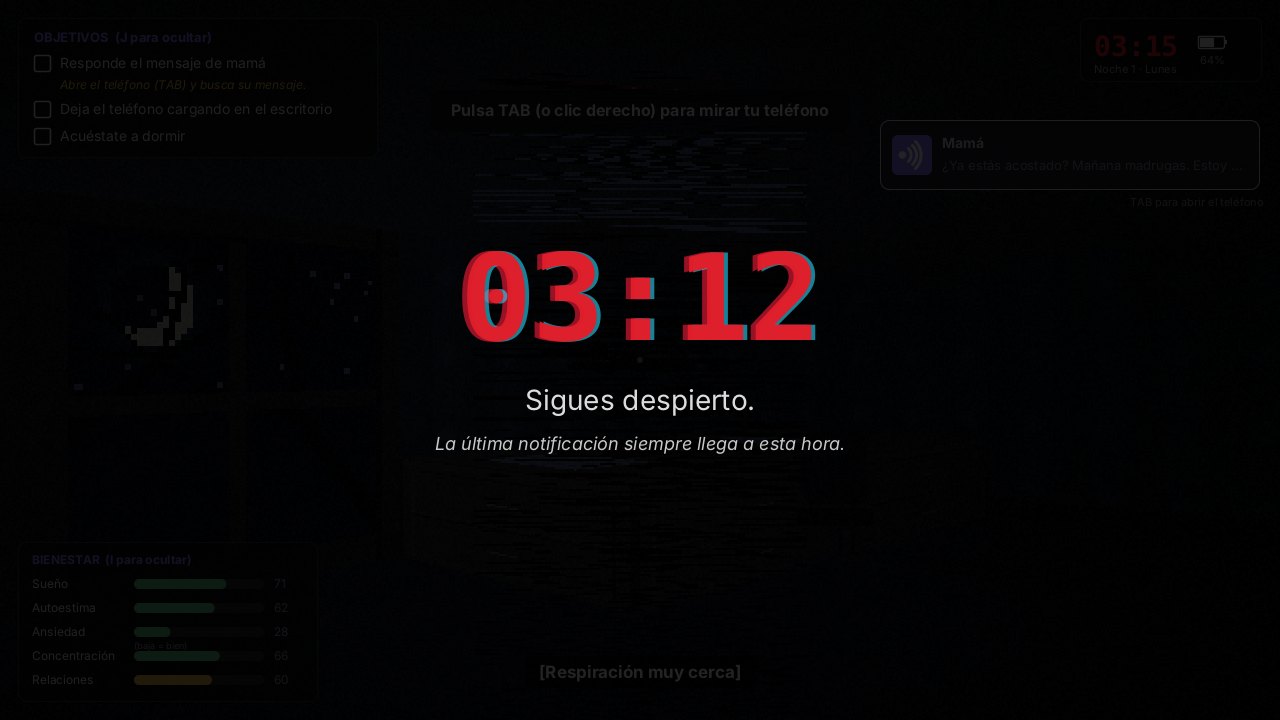 OBJETIVOS (J para ocultar)
Responde el mensaje de mamá
Abre el teléfono (TAB) y busca su mensaje.
Deja el teléfono cargando en el escritorio
Acuéstate a dormir
03:15
64%
Noche 1 · Lunes
Pulsa TAB (o clic derecho) para mirar tu teléfono
Mamá
¿Ya estás acostado? Mañana madrugas. Estoy ...
TAB para abrir el teléfono
03:12
Sigues despierto.
La última notificación siempre llega a esta hora.
BIENESTAR (I para ocultar)
Sueño 71
Autoestima 62
Ansiedad 28
(baja = bien)
Concentración 66
Relaciones 60
[Respiración muy cerca]